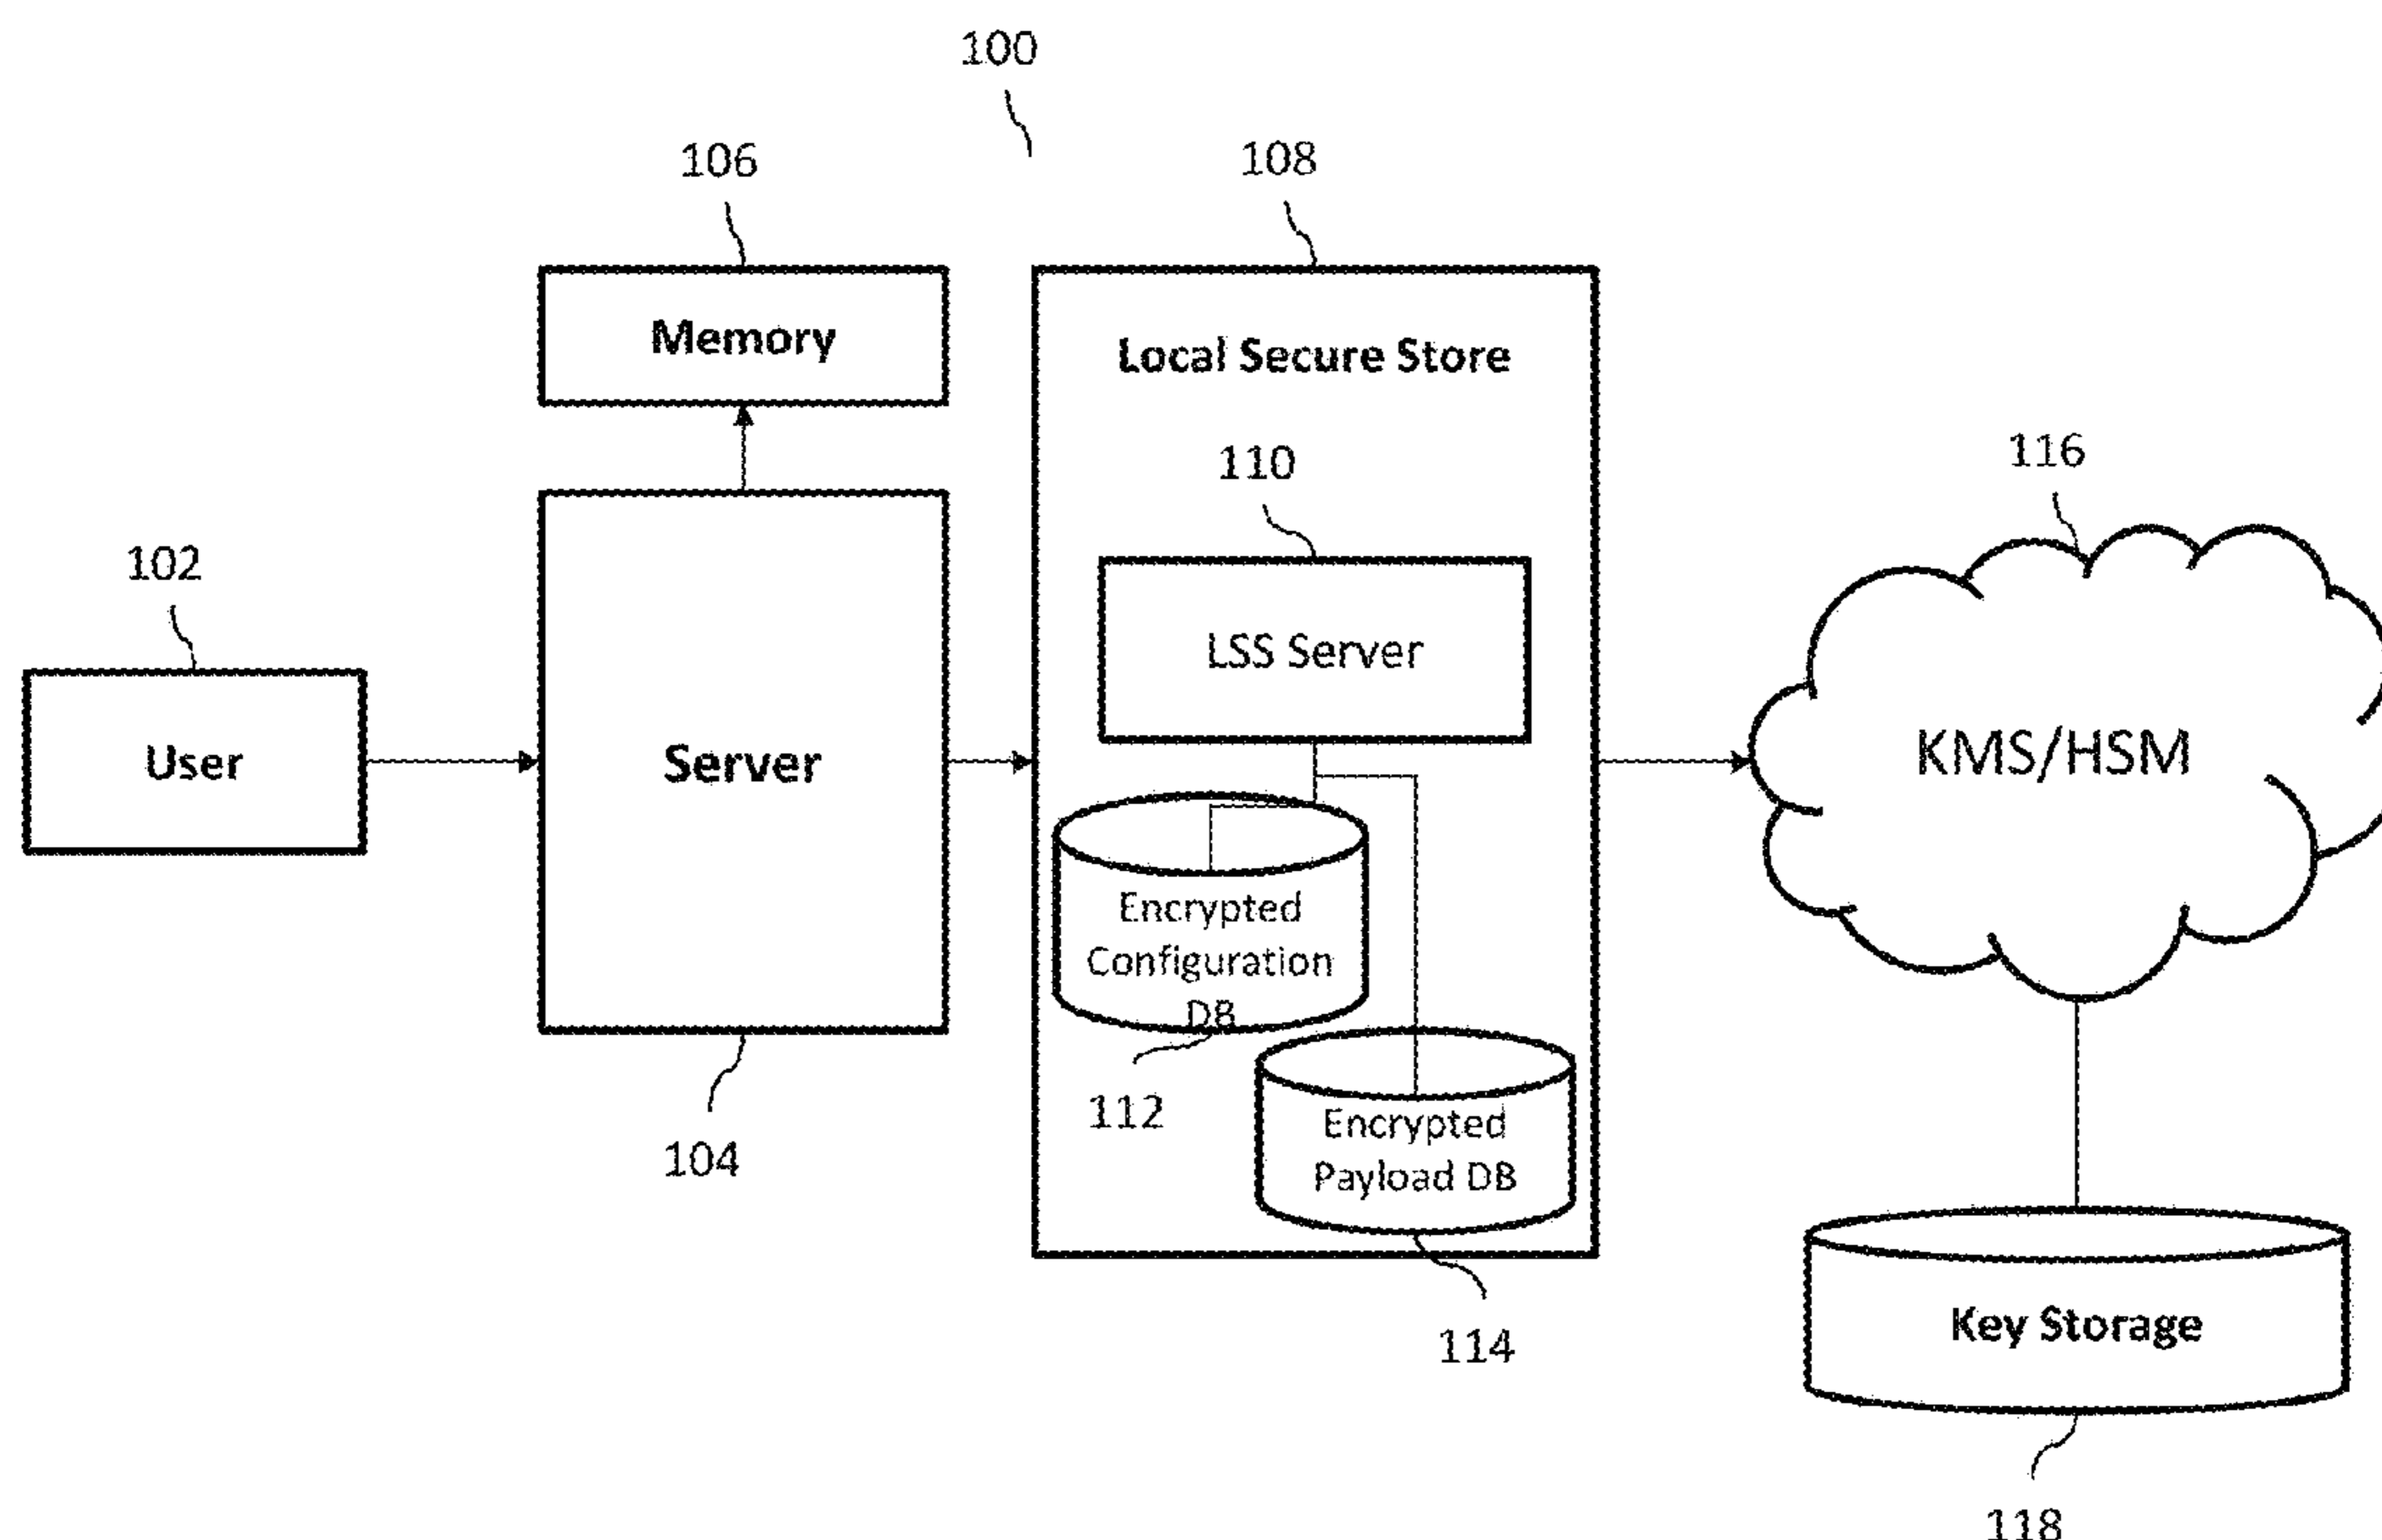 100
106
108
Memory
Local Secure Store
110
116
102
LSS Server
User
Server
KMS/HSM
Encrypted
Configuration
DB
112
104
Encrypted
Payload DB
114
Key Storage
118